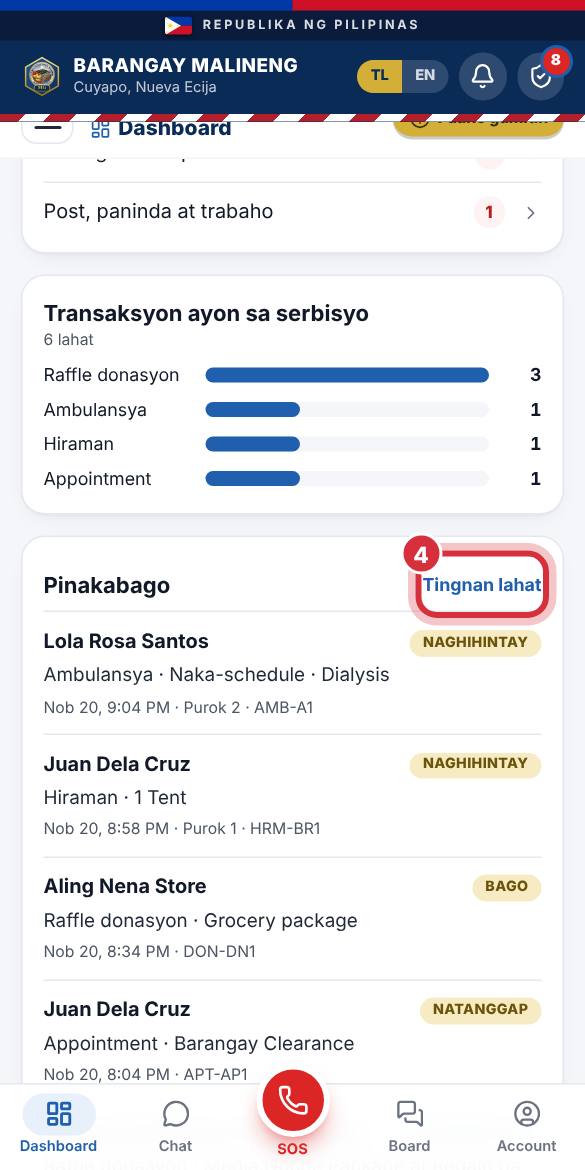 REPUBLIKA NG PILIPINAS
BARANGAY MALINENG
Cuyapo, Nueva Ecija
TL EN
8
Dashboard
Post, paninda at trabaho 1
Transaksyon ayon sa serbisyo
6 lahat
Raffle donasyon 3
Ambulansya 1
Hiraman 1
Appointment 1
4
Pinakabago Tingnan lahat
Lola Rosa Santos NAGHIHINTAY
Ambulansya · Naka-schedule · Dialysis
Nob 20, 9:04 PM · Purok 2 · AMB-A1
Juan Dela Cruz NAGHIHINTAY
Hiraman · 1 Tent
Nob 20, 8:58 PM · Purok 1 · HRM-BR1
Aling Nena Store BAGO
Raffle donasyon · Grocery package
Nob 20, 8:34 PM · DON-DN1
Juan Dela Cruz NATANGGAP
Appointment · Barangay Clearance
Nob 20, 8:04 PM · APT-AP1
Dashboard Chat SOS Board Account